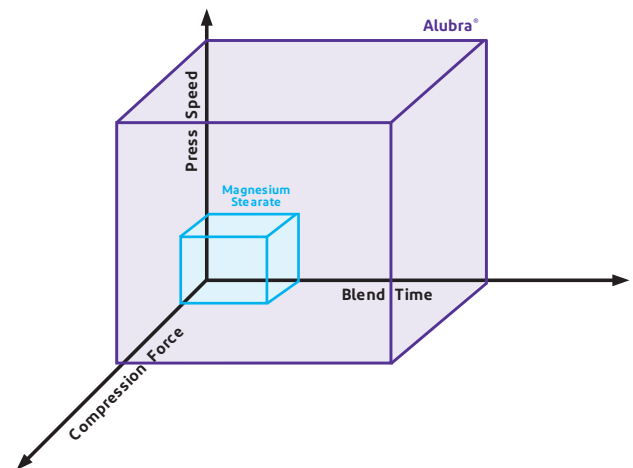 Alubra®
Press Speed
Magnesium
Stearate
Blend Time
Compression Force